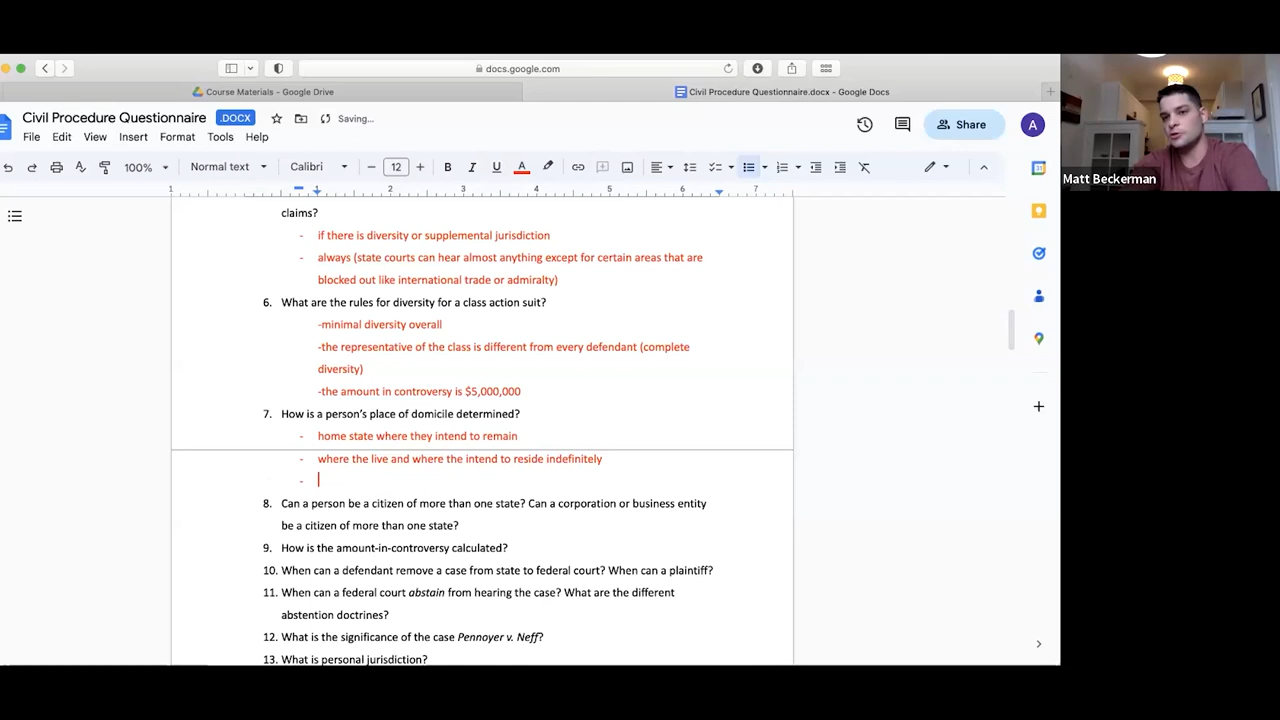 docs.google.com
Course Materials - Google Drive
Civil Procedure Questionnaire.docx - Google Docs
Civil Procedure Questionnaire .DOCX Saving...
File Edit View Insert Format Tools Help
Share
A
100% Normal text Calibri 12 B I U A
1 1 2 3 4 5 6 7
claims?
- if there is diversity or supplemental jurisdiction
- always (state courts can hear almost anything except for certain areas that are
blocked out like international trade or admiralty)
6. What are the rules for diversity for a class action suit?
-minimal diversity overall
-the representative of the class is different from every defendant (complete
diversity)
-the amount in controversy is $5,000,000
7. How is a person's place of domicile determined?
- home state where they intend to remain
- where the live and where the intend to reside indefinitely
-
8. Can a person be a citizen of more than one state? Can a corporation or business entity
be a citizen of more than one state?
9. How is the amount-in-controversy calculated?
10. When can a defendant remove a case from state to federal court? When can a plaintiff?
11. When can a federal court abstain from hearing the case? What are the different
abstention doctrines?
12. What is the significance of the case Pennoyer v. Neff?
13. What is personal jurisdiction?
Matt Beckerman